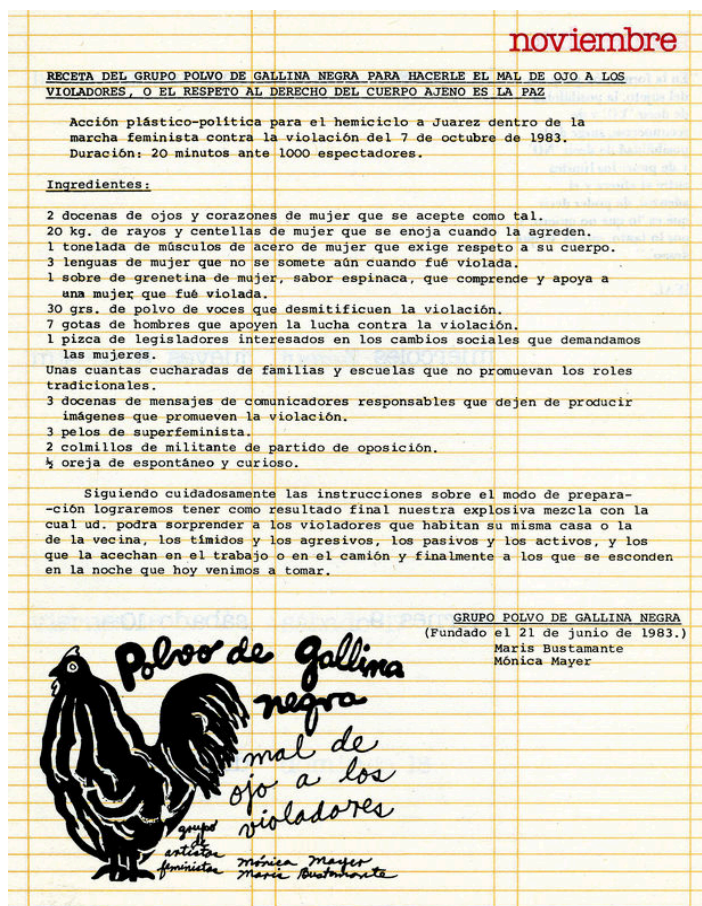 noviembre
RECETA DEL GRUPO POLVO DE GALLINA NEGRA PARA HACERLE EL MAL DE OJO A LOS
VIOLADORES, O EL RESPETO AL DERECHO DEL CUERPO AJENO ES LA PAZ
Acción plástico-política para el hemiciclo a Juarez dentro de la
marcha feminista contra la violación del 7 de octubre de 1983.
Duración: 20 minutos ante 1000 espectadores.
Ingredientes:
2 docenas de ojos y corazones de mujer que se acepte como tal.
20 kg. de rayos y centellas de mujer que se enoja cuando la agreden.
1 tonelada de músculos de acero de mujer que exige respeto a su cuerpo.
3 lenguas de mujer que no se somete aún cuando fué violada.
1 sobre de grenetina de mujer, sabor espinaca, que comprende y apoya a
una mujer que fué violada.
30 grs. de polvo de voces que desmitificuen la violación.
7 gotas de hombres que apoyen la lucha contra la violación.
1 pizca de legisladores interesados en los cambios sociales que demandamos
las mujeres.
Unas cuantas cucharadas de familias y escuelas que no promuevan los roles
tradicionales.
3 docenas de mensajes de comunicadores responsables que dejen de producir
imágenes que promueven la violación.
3 pelos de superfeminista.
2 colmillos de militante de partido de oposición.
½ oreja de espontáneo y curioso.
Siguiendo cuidadosamente las instrucciones sobre el modo de prepara-
-ción lograremos tener como resultado final nuestra explosiva mezcla con la
cual ud. podra sorprender a los violadores que habitan su misma casa o la
de la vecina, los tímidos y los agresivos, los pasivos y los activos, y los
que la acechan en el trabajo o en el camión y finalmente a los que se esconden
en la noche que hoy venimos a tomar.
GRUPO POLVO DE GALLINA NEGRA
(Fundado el 21 de junio de 1983.)
Maris Bustamante
Mónica Mayer
Polvo de gallina
negra
mal de
ojo a los
violadores
grupo
de
artistas
feministas
Mónica Mayer
Maris Bustamante